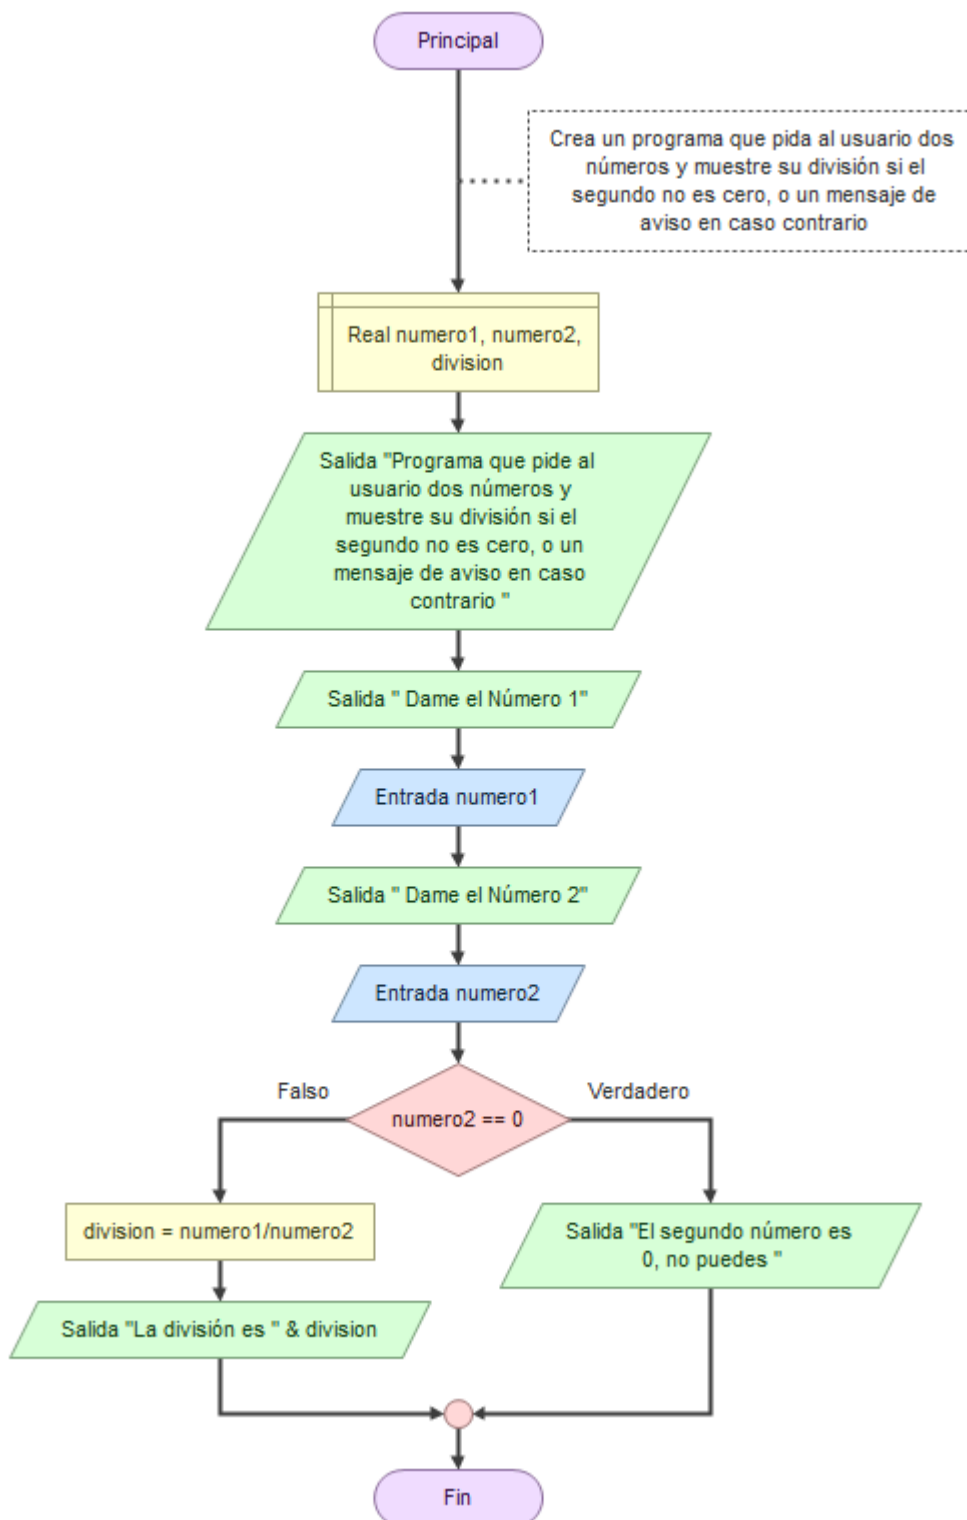 Principal
Crea un programa que pida al usuario dos
números y muestre su división si el
segundo no es cero, o un mensaje de
aviso en caso contrario
Real numero1, numero2,
division
Salida "Programa que pide al
usuario dos números y
muestre su división si el
segundo no es cero, o un
mensaje de aviso en caso
contrario "
Salida " Dame el Número 1"
Entrada numero1
Salida " Dame el Número 2"
Entrada numero2
Falso
Verdadero
numero2 == 0
division = numero1/numero2
Salida "La división es " & division
Salida "El segundo número es
0, no puedes "
Fin